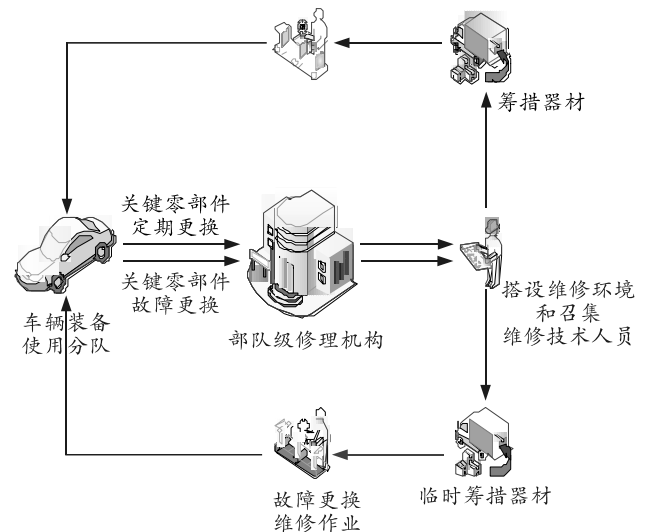 筹措器材
关键零部件
定期更换
关键零部件
故障更换
车辆装备
使用分队
部队级修理机构
搭设维修环境
和召集
维修技术人员
临时筹措器材
故障更换
维修作业